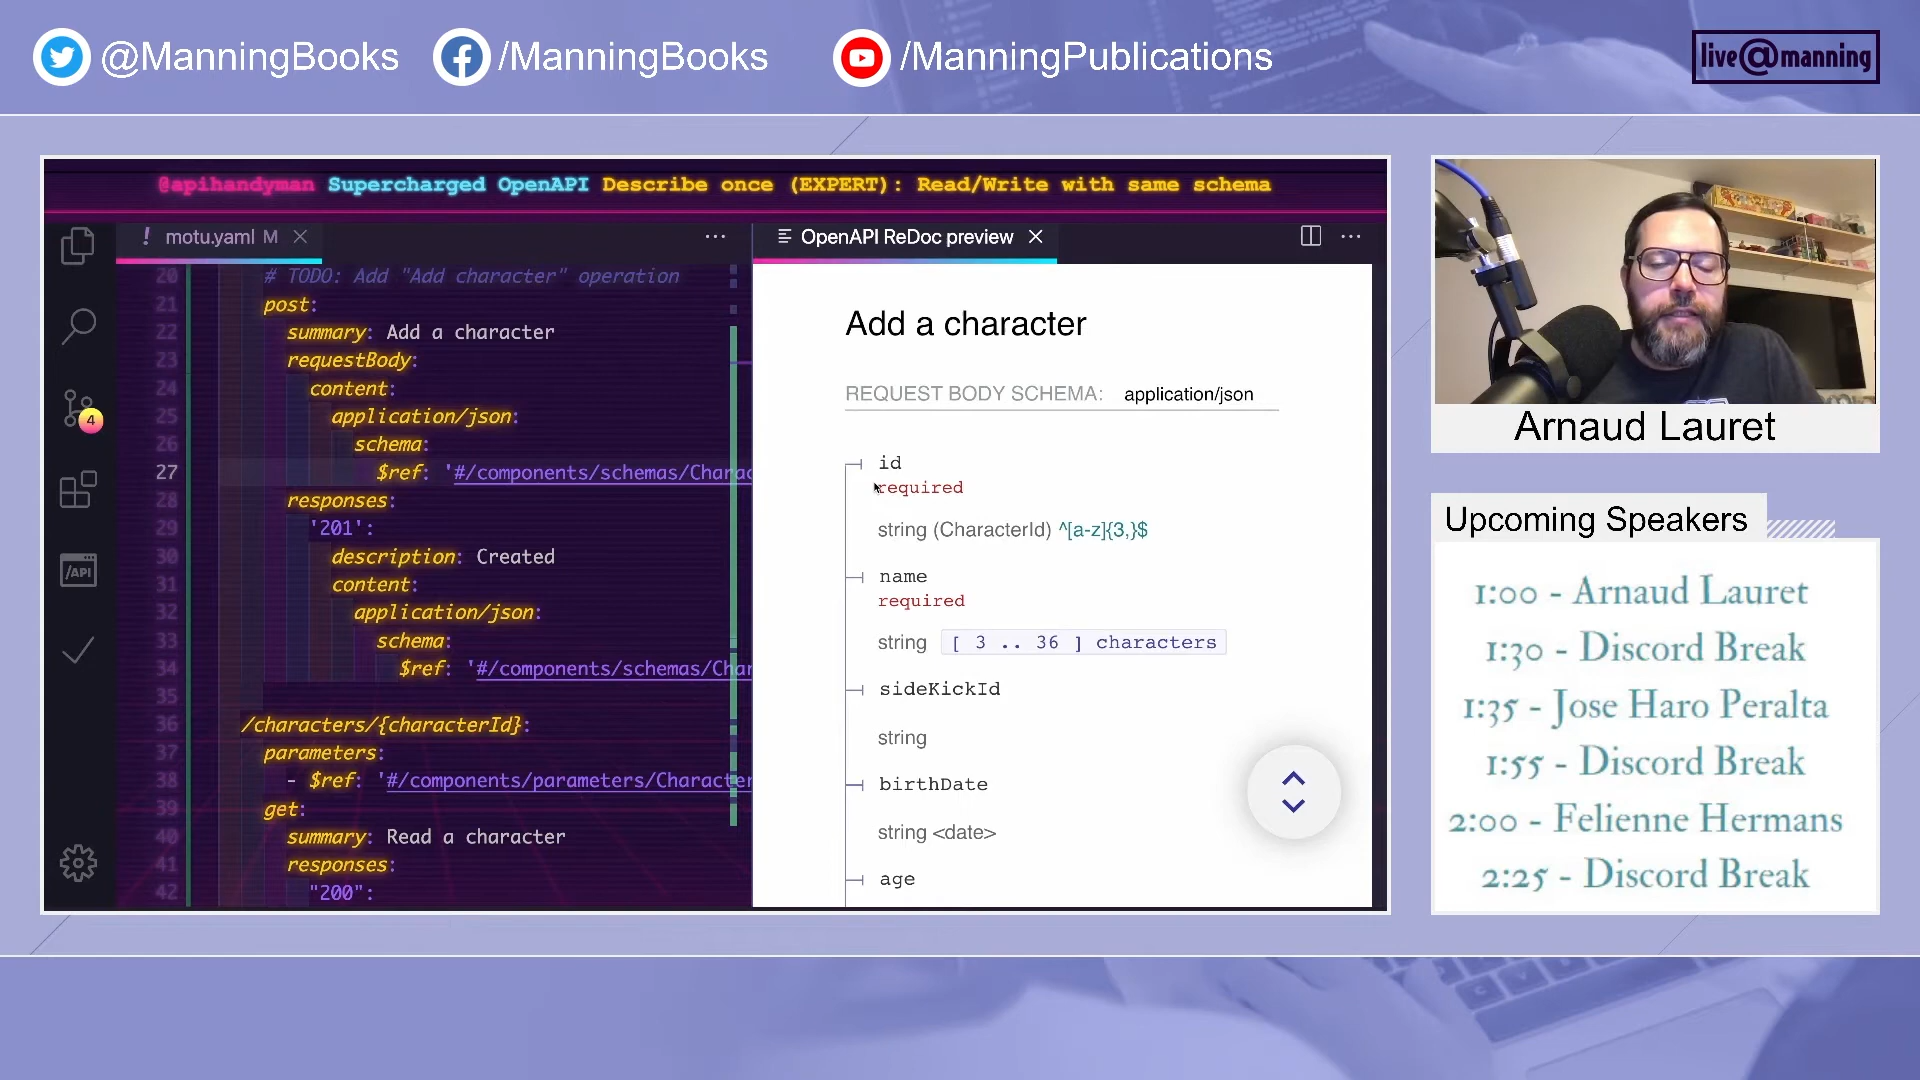 @ManningBooks
/ManningBooks
/ManningPublications
live@manning
@apihandyman Supercharged OpenAPI Describe once (EXPERT): Read/Write with same schema
! motu.yaml M
OpenAPI ReDoc preview
20 # TODO: Add "Add character" operation
21 post:
22 summary: Add a character
23 requestBody:
24 content:
25 application/json:
26 schema:
27 $ref: '#/components/schemas/Charac
28 responses:
29 '201':
30 description: Created
31 content:
32 application/json:
33 schema:
34 $ref: '#/components/schemas/Char
35
36 /characters/{characterId}:
37 parameters:
38 - $ref: '#/components/parameters/Character
39 get:
40 summary: Read a character
41 responses:
42 "200":
4
/API
Add a character
REQUEST BODY SCHEMA: application/json
id
required
string (CharacterId) ^[a-z]{3,}$
name
required
string [ 3 .. 36 ] characters
sideKickId
string
birthDate
string <date>
age
Arnaud Lauret
Upcoming Speakers
1:00 - Arnaud Lauret
1:30 - Discord Break
1:35 - Jose Haro Peralta
1:55 - Discord Break
2:00 - Felienne Hermans
2:25 - Discord Break